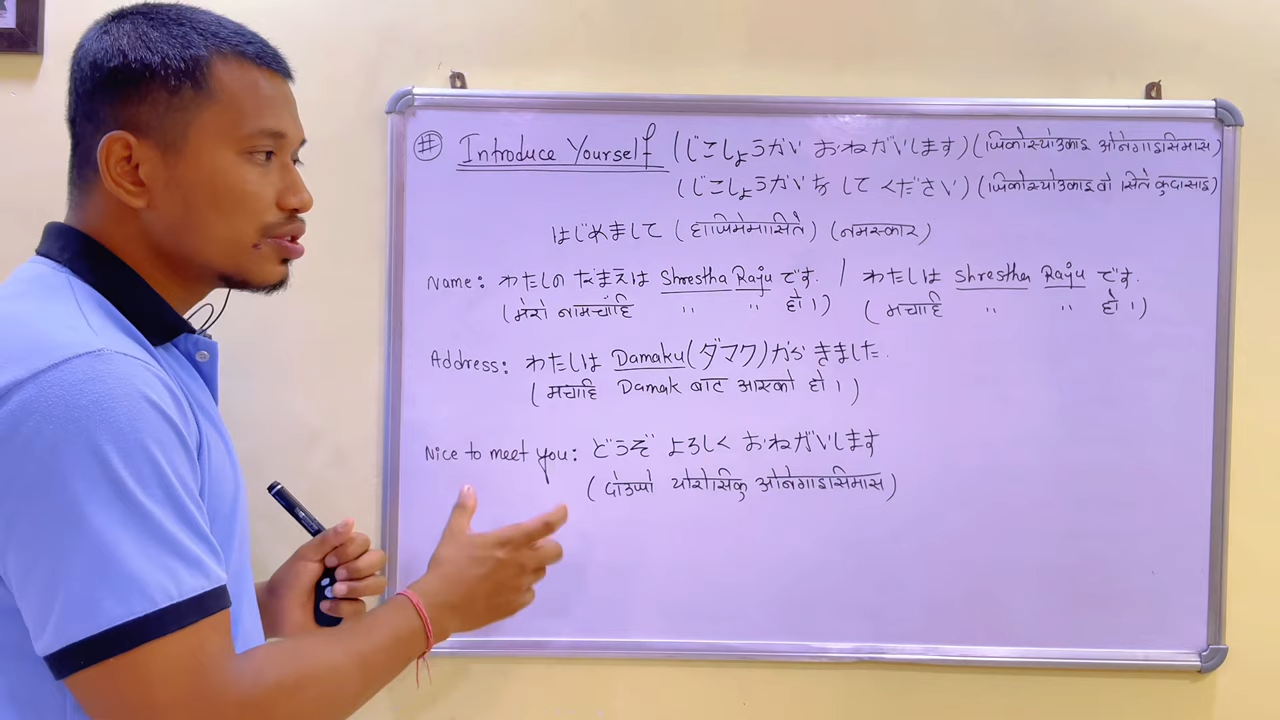 # Introduce Yourself (じこしょうかい おねがいします) (जिकोस्योउकाइ ओनेगाइसिमास)
(じこしょうかいを してください) (जिकोस्योउकाइ वो सिते कुदासाइ)
はじめまして (हाजिमेमासिते) (नमस्कार)
Name: わたしの なまえは Shrestha Raju です. / わたしは Shrestha Raju です.
(मेरो नामचाँहि " " हो।) (मचाहि " " हो।)
Address: わたしは Damaku(ダマク)から きました.
(मचाहि Damak बाट आएको हो।)
Nice to meet you: どうぞ よろしく おねがいします
(दोउजो योरोसिकु ओनेगाइसिमास)